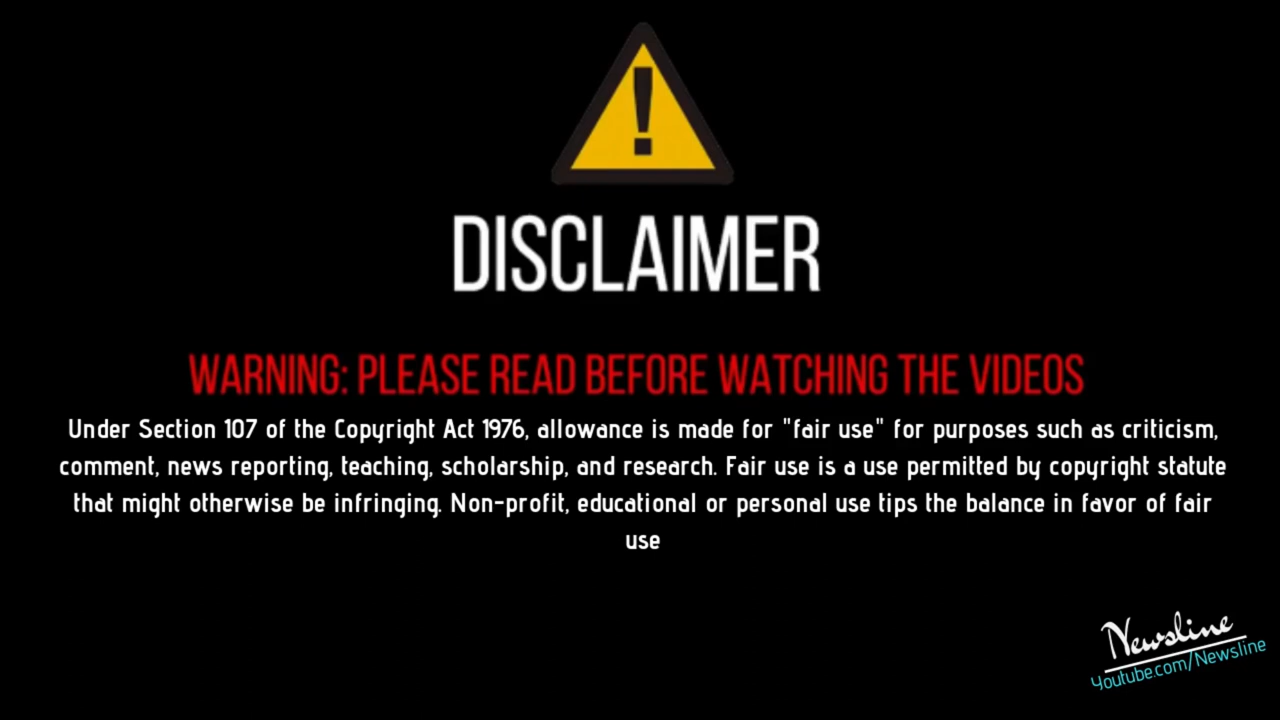 DISCLAIMER
WARNING: PLEASE READ BEFORE WATCHING THE VIDEOS
Under Section 107 of the Copyright Act 1976, allowance is made for "fair use" for purposes such as criticism,
comment, news reporting, teaching, scholarship, and research. Fair use is a use permitted by copyright statute
that might otherwise be infringing. Non-profit, educational or personal use tips the balance in favor of fair
use
Newsline
Youtube.com/Newsline